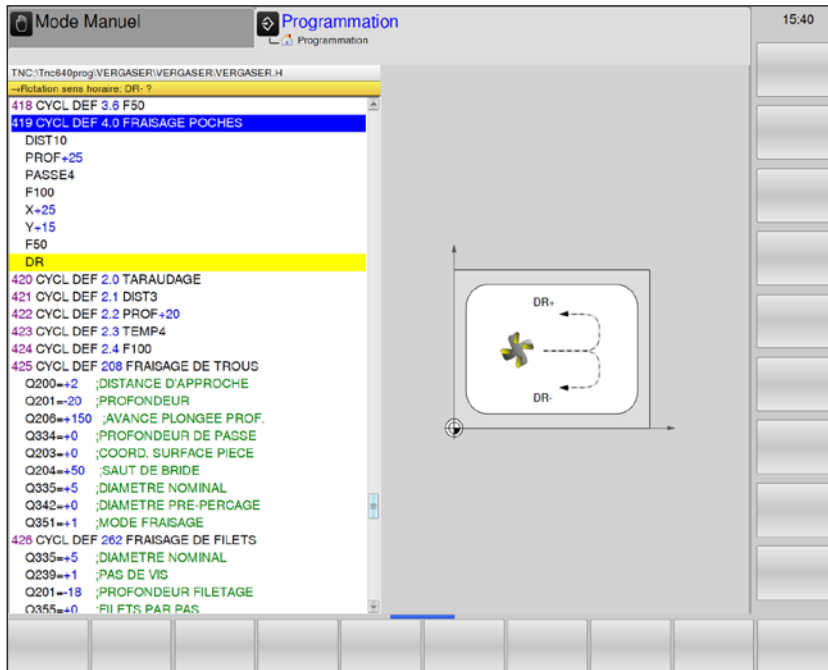 Mode Manuel
Programmation
15:40
Programmation
TNC:\Tnc640prog\VERGASER\VERGASER\VERGASER.H
→Rotation sens horaire: DR- ?
418 CYCL DEF 3.6 F50
419 CYCL DEF 4.0 FRAISAGE POCHES
DIST10
PROF+25
PASSE4
F100
X+25
Y+15
F50
DR
420 CYCL DEF 2.0 TARAUDAGE
421 CYCL DEF 2.1 DIST3
422 CYCL DEF 2.2 PROF+20
423 CYCL DEF 2.3 TEMP4
424 CYCL DEF 2.4 F100
425 CYCL DEF 208 FRAISAGE DE TROUS
Q200=+2 ;DISTANCE D'APPROCHE
Q201=-20 ;PROFONDEUR
Q206=+150 ;AVANCE PLONGEE PROF.
Q334=+0 ;PROFONDEUR DE PASSE
Q203=+0 ;COORD. SURFACE PIECE
Q204=+50 ;SAUT DE BRIDE
Q335=+5 ;DIAMETRE NOMINAL
Q342=+0 ;DIAMETRE PRE-PERCAGE
Q351=+1 ;MODE FRAISAGE
426 CYCL DEF 262 FRAISAGE DE FILETS
Q335=+5 ;DIAMETRE NOMINAL
Q239=+1 ;PAS DE VIS
Q201=-18 ;PROFONDEUR FILETAGE
Q355=+0 ;FILETS PAR PAS
DR+
DR-